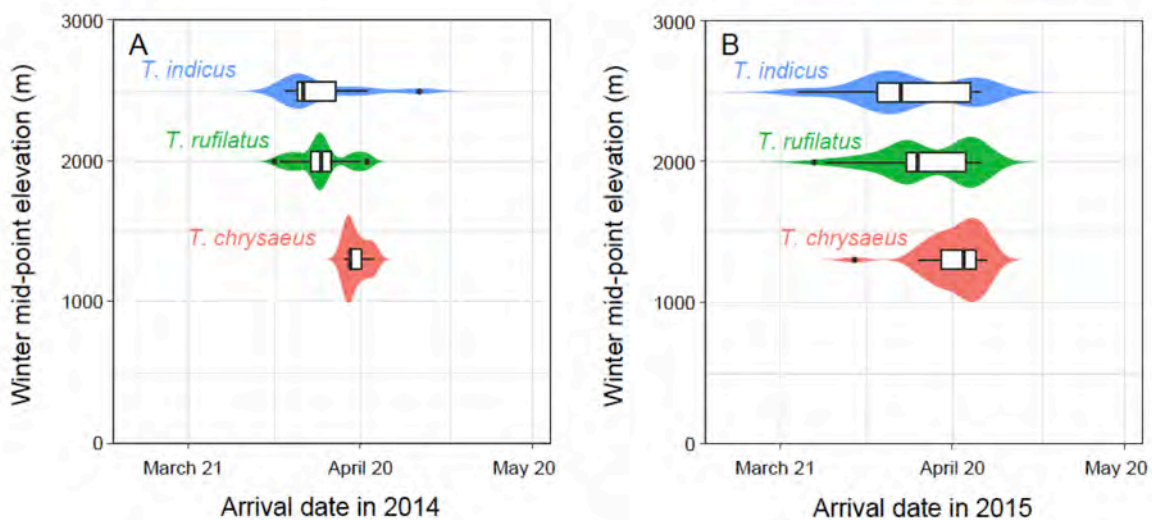 3000
A
T. indicus
T. rufilatus
2000
T. chrysaeus
1000
0
March 21
April 20
May 20
Winter mid-point elevation (m)
Arrival date in 2014
3000
B
T. indicus
T. rufilatus
2000
T. chrysaeus
1000
0
March 21
April 20
May 20
Winter mid-point elevation (m)
Arrival date in 2015